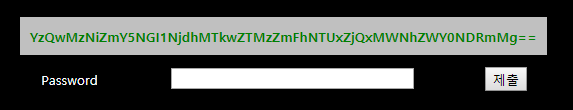 YzQwMzNiZmY5NGI1NjdhMTkwZTMzZmFhNTUxZjQxMWNhZWY0NDRmMg==
Password 제출